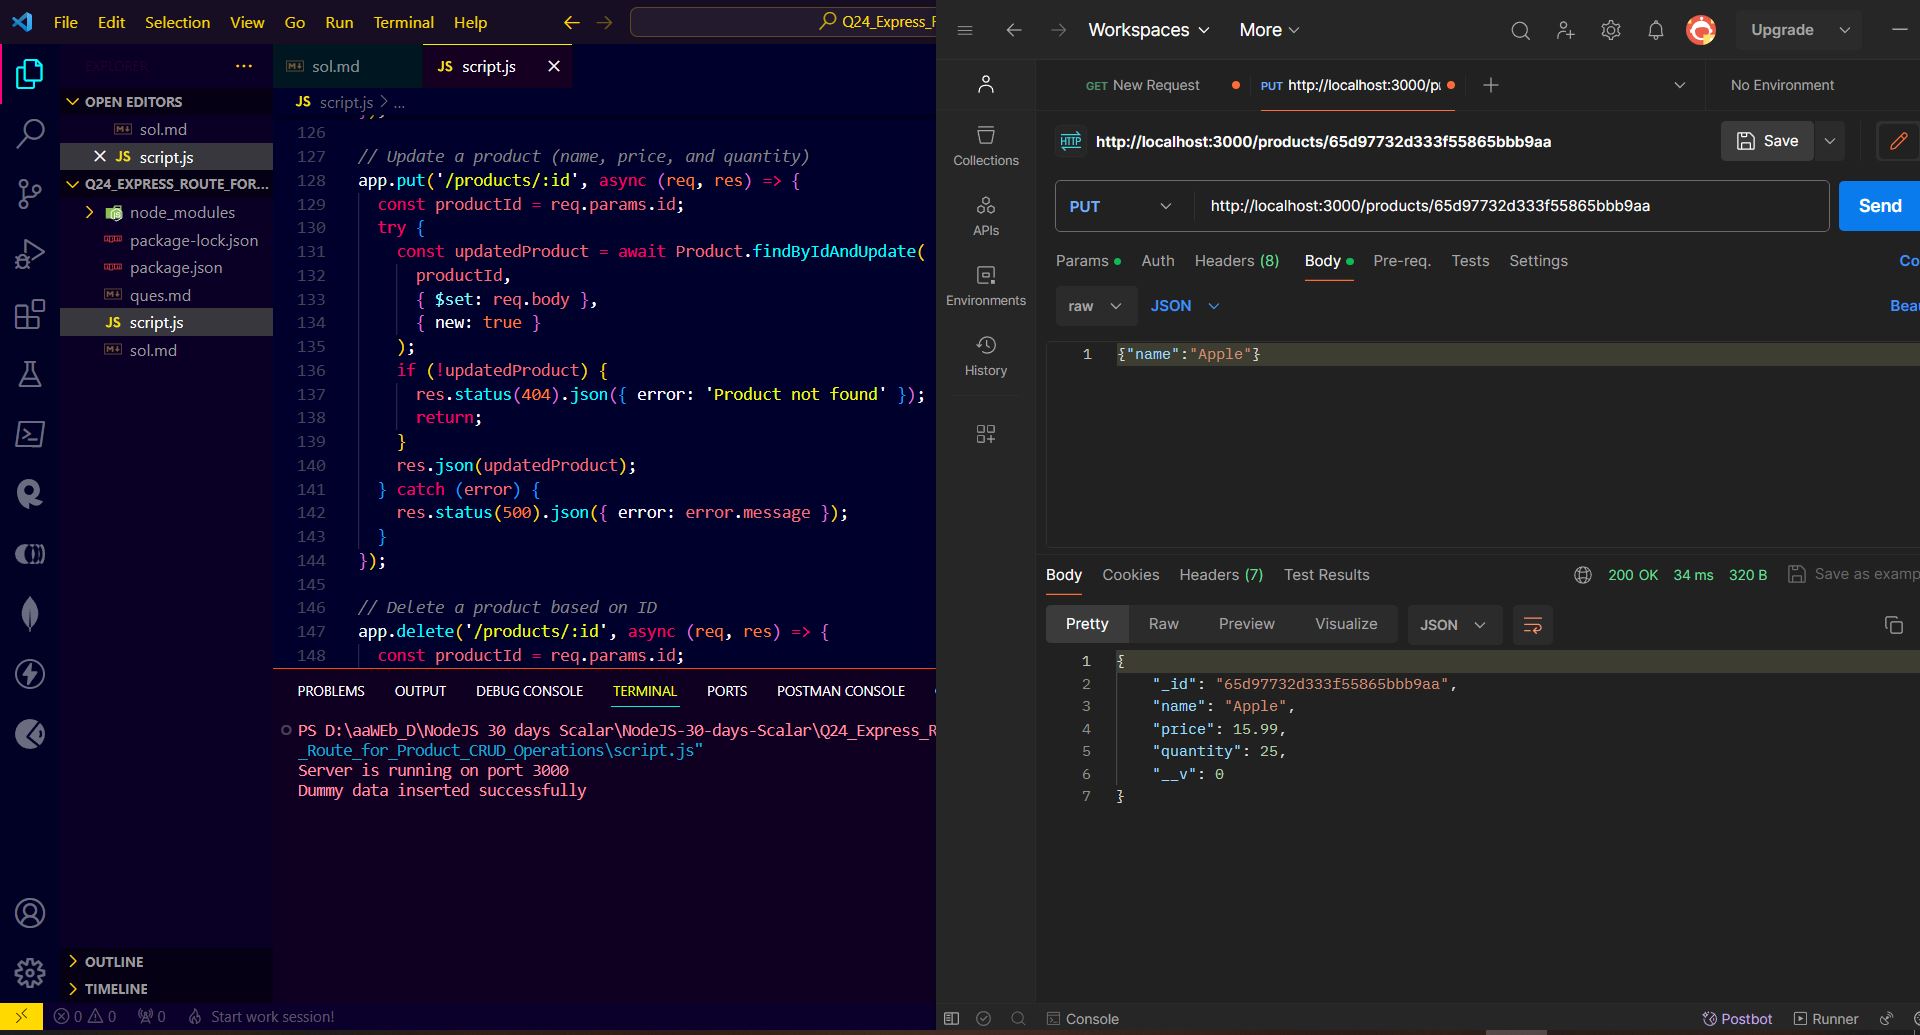 File Edit Selection View Go Run Terminal Help
Q24_Express_R
EXPLORER
OPEN EDITORS
sol.md
JS script.js
Q24_EXPRESS_ROUTE_FOR...
node_modules
package-lock.json
package.json
ques.md
JS script.js
sol.md
OUTLINE
TIMELINE
sol.md
JS script.js
JS script.js > ...
126
127 // Update a product (name, price, and quantity)
128 app.put('/products/:id', async (req, res) => {
129 const productId = req.params.id;
130 try {
131 const updatedProduct = await Product.findByIdAndUpdate(
132 productId,
133 { $set: req.body },
134 { new: true }
135 );
136 if (!updatedProduct) {
137 res.status(404).json({ error: 'Product not found' });
138 return;
139 }
140 res.json(updatedProduct);
141 } catch (error) {
142 res.status(500).json({ error: error.message });
143 }
144 });
145
146 // Delete a product based on ID
147 app.delete('/products/:id', async (req, res) => {
148 const productId = req.params.id;
PROBLEMS OUTPUT DEBUG CONSOLE TERMINAL PORTS POSTMAN CONSOLE
PS D:\aaWEb_D\NodeJS 30 days Scalar\NodeJS-30-days-Scalar\Q24_Express_R
_Route_for_Product_CRUD_Operations\script.js"
Server is running on port 3000
Dummy data inserted successfully
0 0 0 Start work session!
Workspaces More Upgrade
GET New Request
PUT http://localhost:3000/p
No Environment
HTTP http://localhost:3000/products/65d97732d333f55865bbb9aa
Save
Collections
APIs
Environments
History
PUT http://localhost:3000/products/65d97732d333f55865bbb9aa Send
Params Auth Headers (8) Body Pre-req. Tests Settings Co
raw JSON Beau
1 {"name":"Apple"}
Body Cookies Headers (7) Test Results 200 OK 34 ms 320 B Save as examp
Pretty Raw Preview Visualize JSON
1 {
2 "_id": "65d97732d333f55865bbb9aa",
3 "name": "Apple",
4 "price": 15.99,
5 "quantity": 25,
6 "__v": 0
7 }
Console Postbot Runner